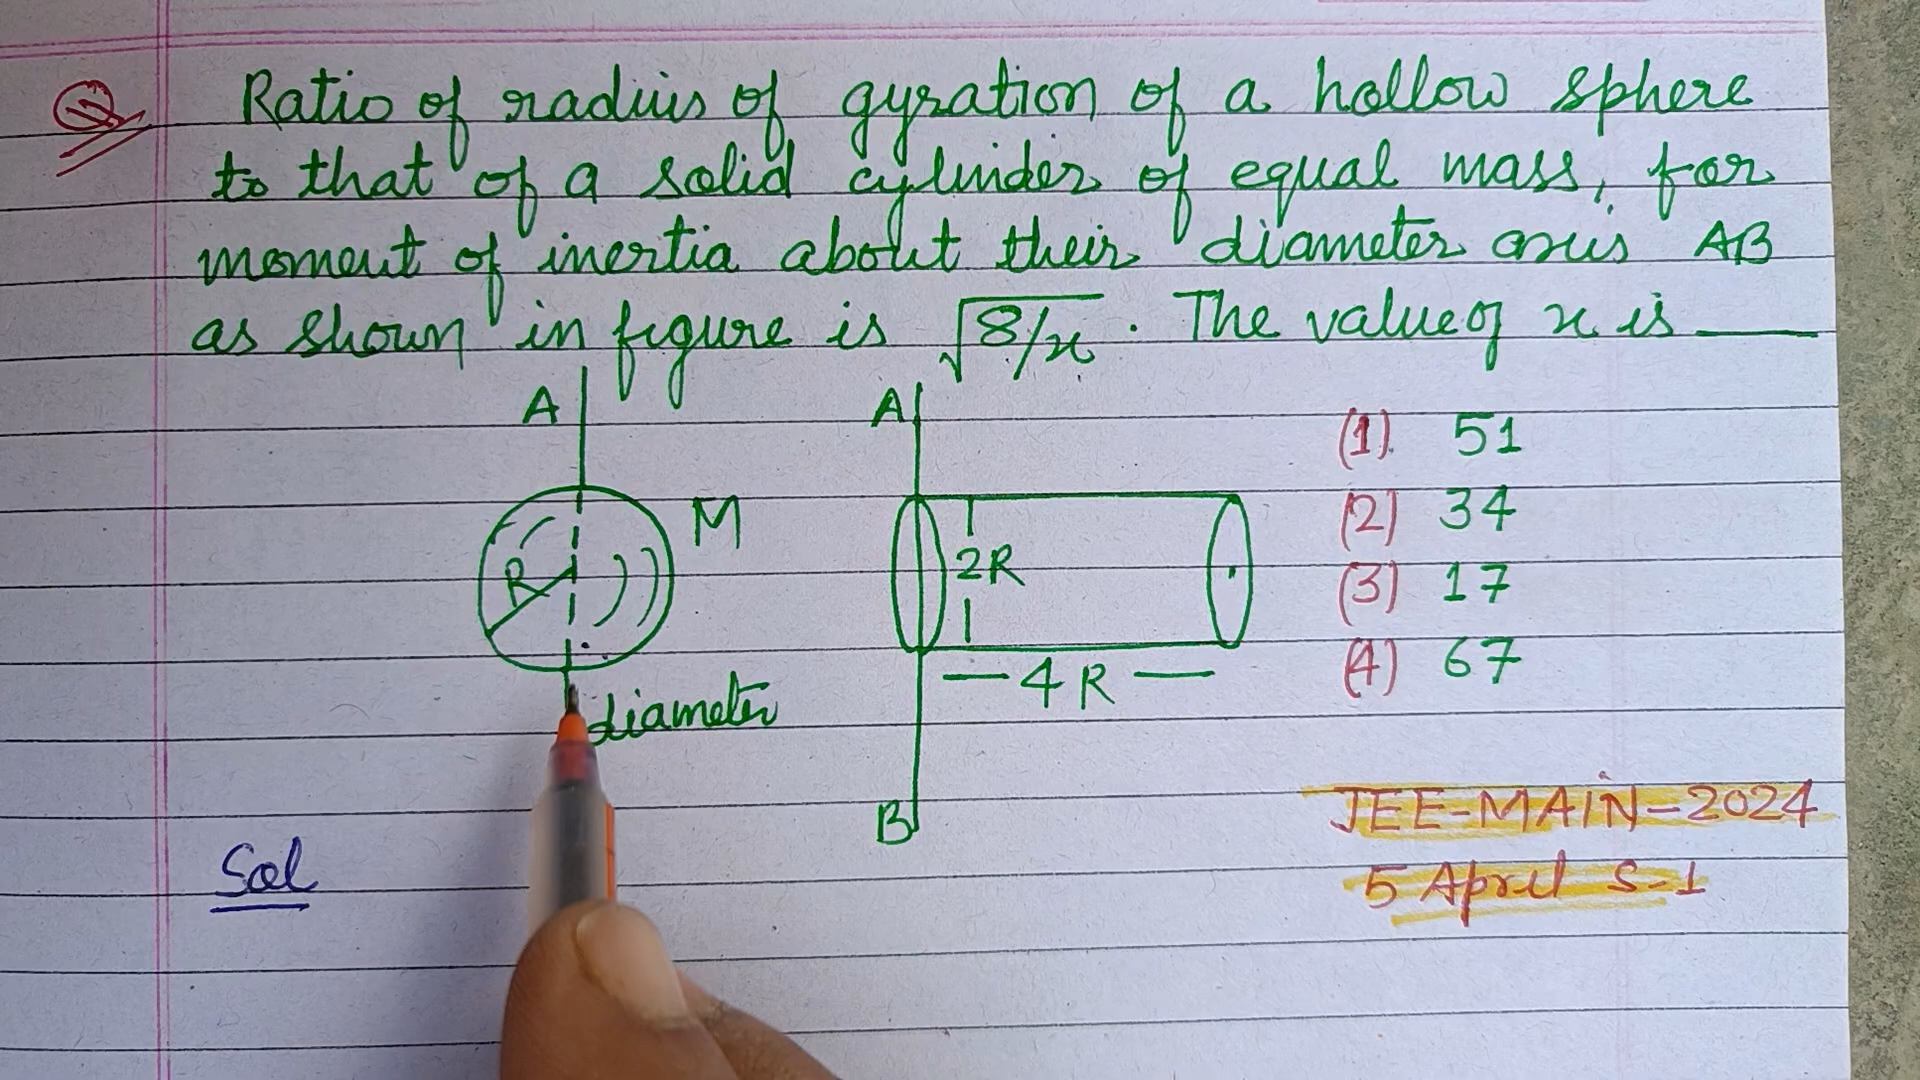 Q Ratio of radius of gyration of a hollow sphere
to that of a solid cylinder of equal mass, for
moment of inertia about their diameter axis AB
as shown in figure is √8/x . The value of x is ___
A
A
(1) 51
M
(2) 34
R
2R
(3) 17
(4) 67
4R
diameter
B
JEE-MAIN-2024
Sol
5 April S-1